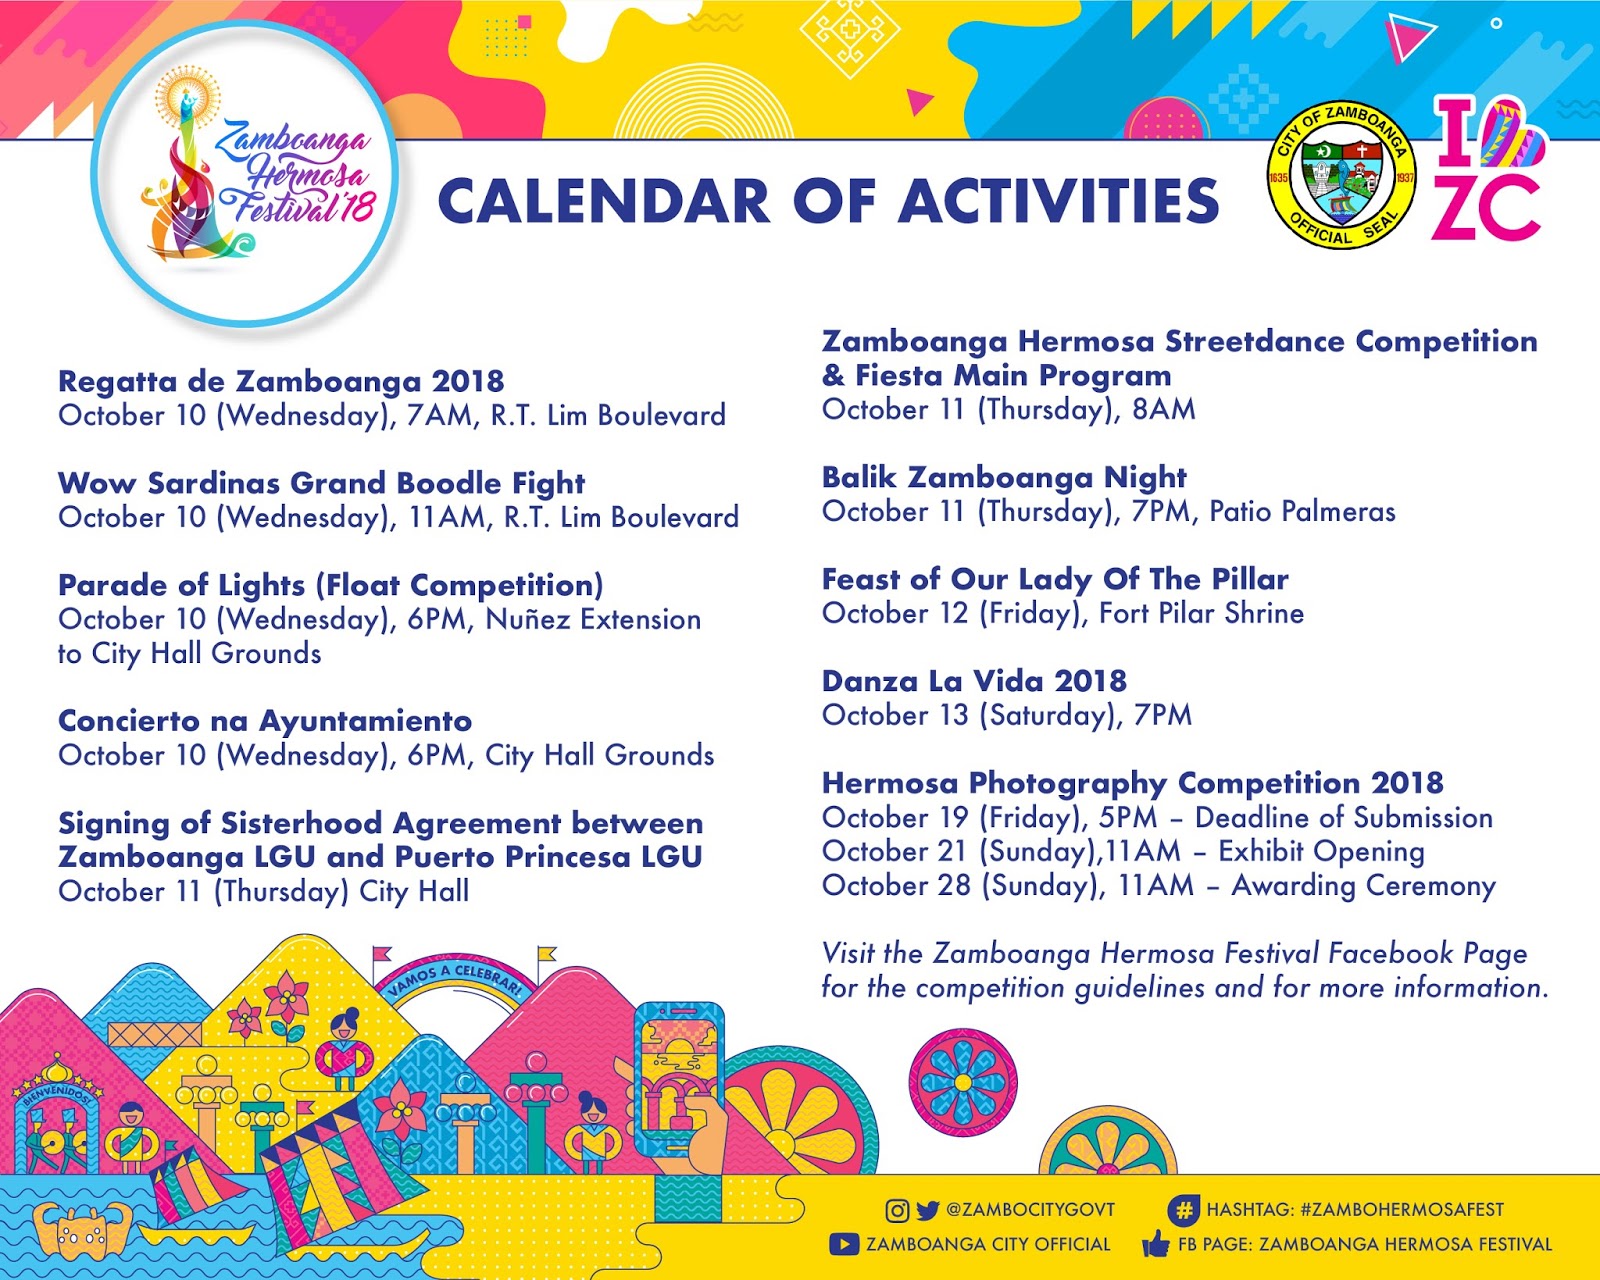 Zamboanga
Hermosa
Festival '18
CALENDAR OF ACTIVITIES
CITY OF ZAMBOANGA
1635
1937
OFFICIAL SEAL
I
ZC
Regatta de Zamboanga 2018
October 10 (Wednesday), 7AM, R.T. Lim Boulevard
Wow Sardinas Grand Boodle Fight
October 10 (Wednesday), 11AM, R.T. Lim Boulevard
Parade of Lights (Float Competition)
October 10 (Wednesday), 6PM, Nuñez Extension
to City Hall Grounds
Concierto na Ayuntamiento
October 10 (Wednesday), 6PM, City Hall Grounds
Signing of Sisterhood Agreement between
Zamboanga LGU and Puerto Princesa LGU
October 11 (Thursday) City Hall
Zamboanga Hermosa Streetdance Competition
& Fiesta Main Program
October 11 (Thursday), 8AM
Balik Zamboanga Night
October 11 (Thursday), 7PM, Patio Palmeras
Feast of Our Lady Of The Pillar
October 12 (Friday), Fort Pilar Shrine
Danza La Vida 2018
October 13 (Saturday), 7PM
Hermosa Photography Competition 2018
October 19 (Friday), 5PM – Deadline of Submission
October 21 (Sunday),11AM – Exhibit Opening
October 28 (Sunday), 11AM – Awarding Ceremony
Visit the Zamboanga Hermosa Festival Facebook Page
for the competition guidelines and for more information.
VAMOS A CELEBRAR!
¡BIENVENIDOS!
@ZAMBOCITYGOVT
# HASHTAG: #ZAMBOHERMOSAFEST
ZAMBOANGA CITY OFFICIAL
FB PAGE: ZAMBOANGA HERMOSA FESTIVAL